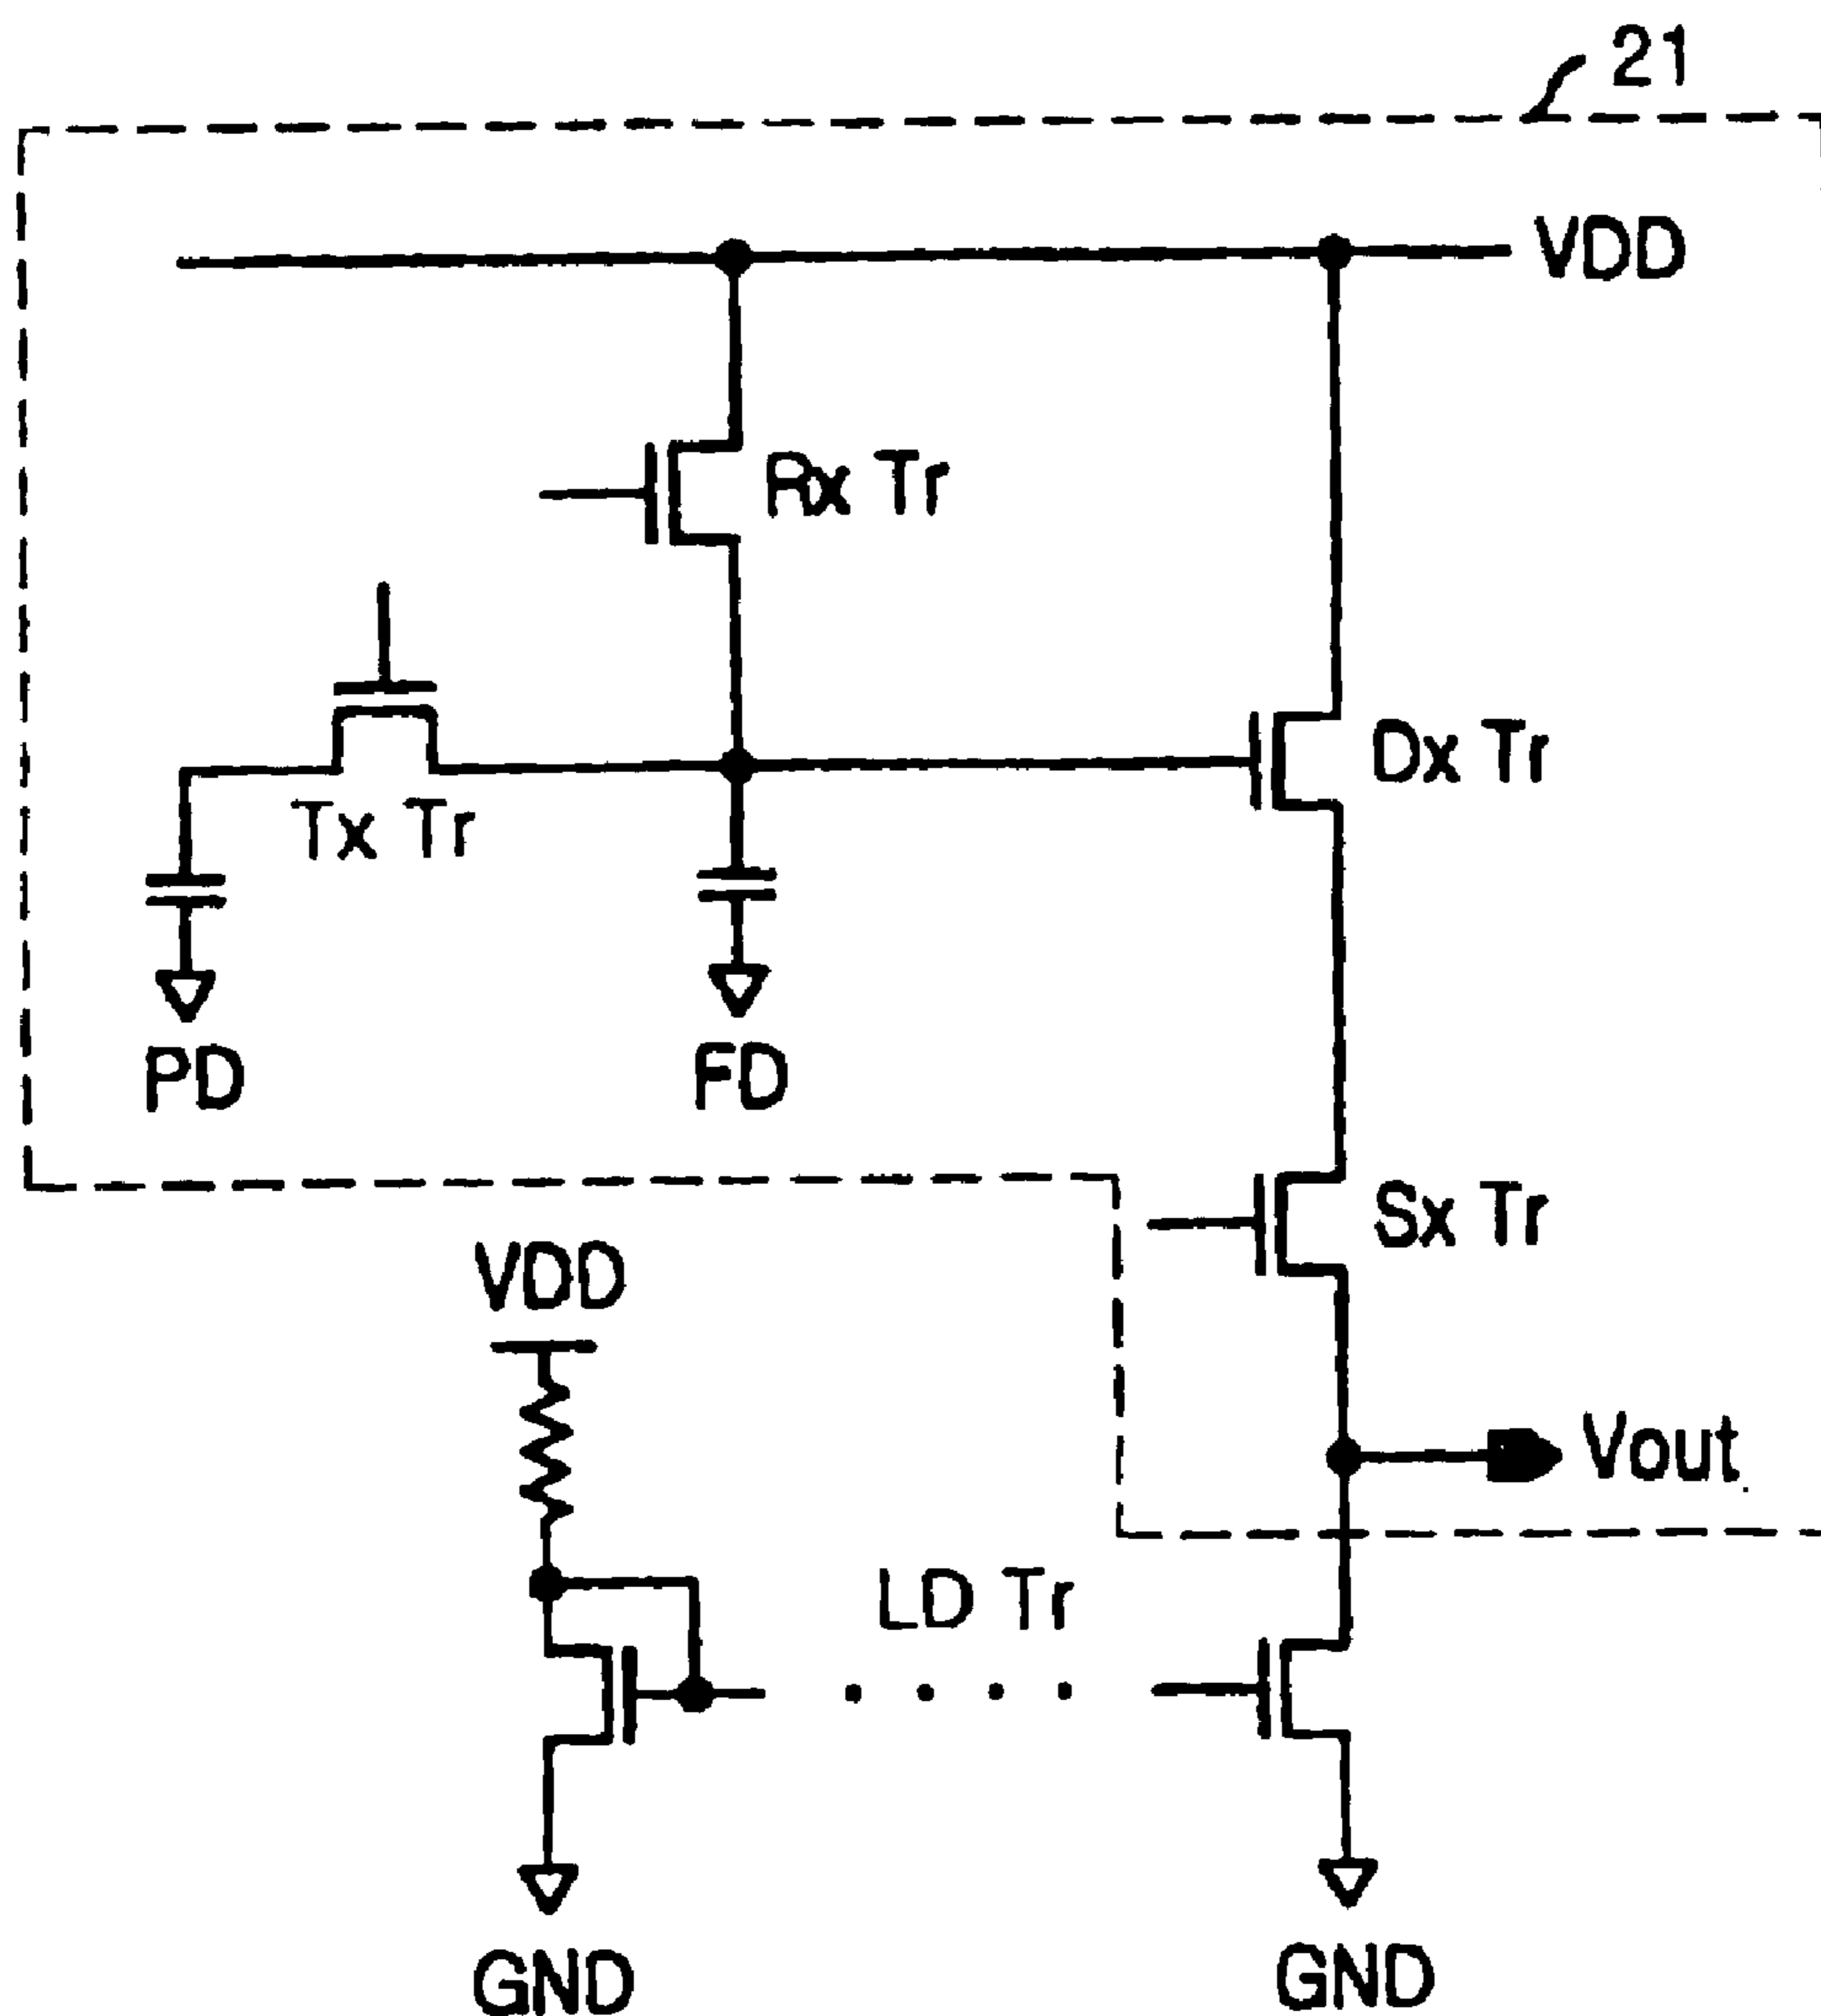 21
VDD
Rx Tr
Dx Tr
Tx Tr
PD
FD
Sx Tr
VDD
Vout
LD Tr
GND
GND